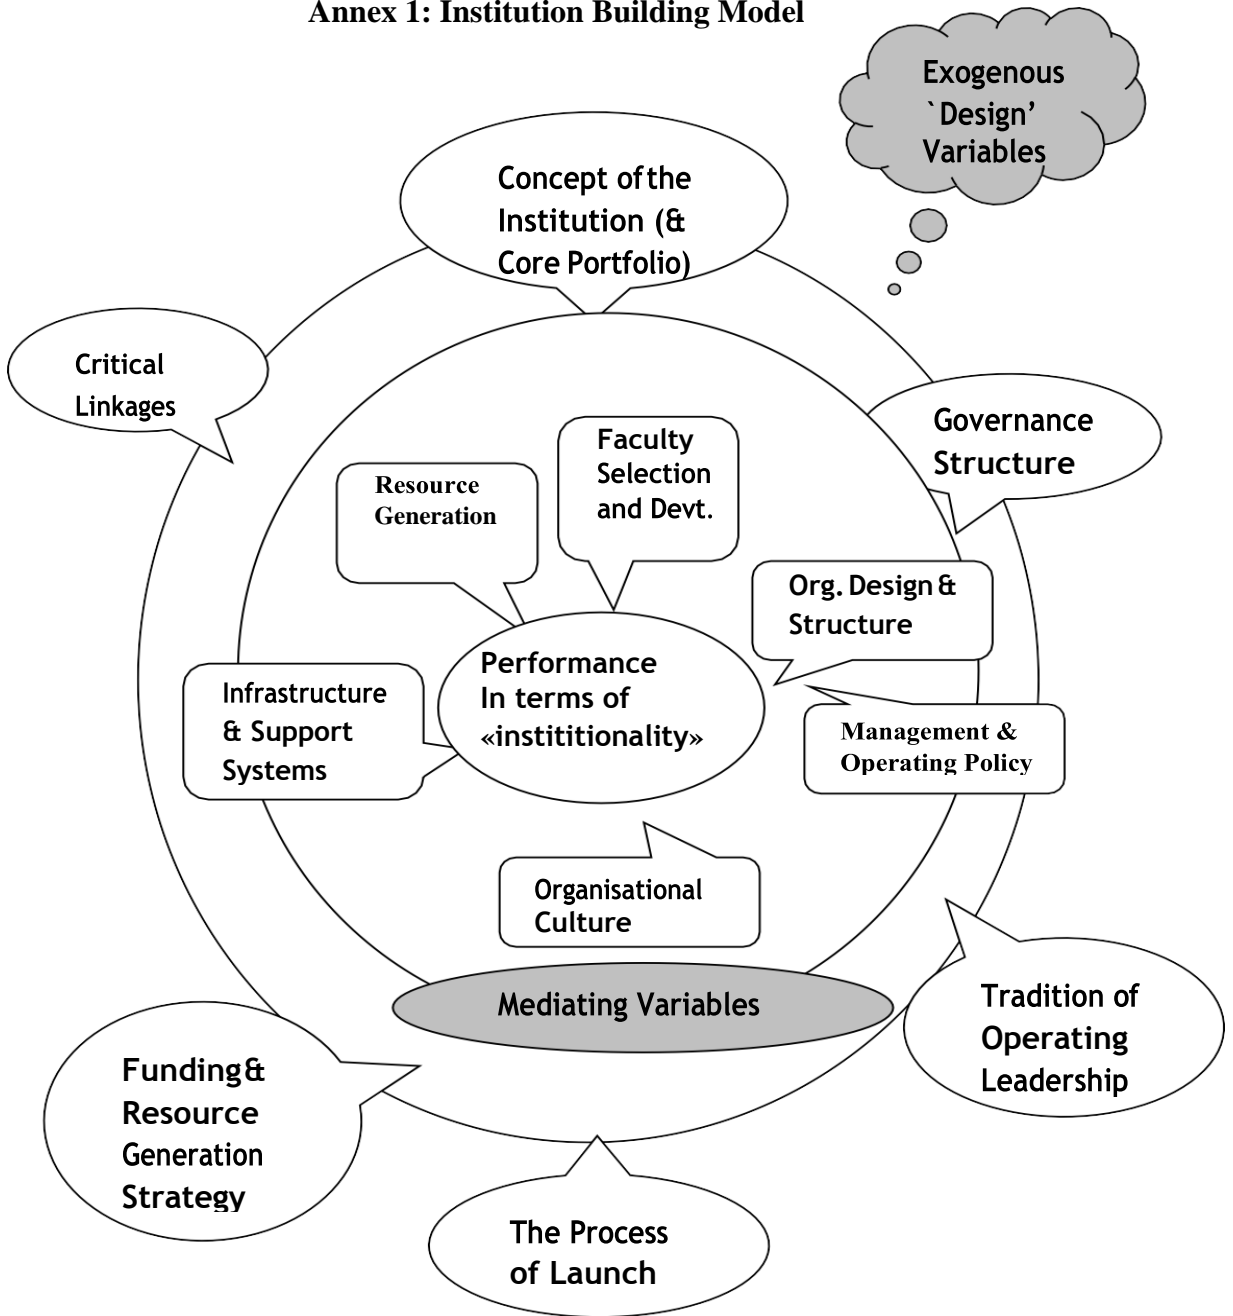 Annex 1: Institution Building Model
Exogenous
`Design’
Variables
Concept of the
Institution (&
Core Portfolio)
Critical
Linkages
Governance
Structure
Faculty
Selection
and Devt.
Resource
Generation
Org. Design &
Structure
Performance
In terms of
«instititionality»
Infrastructure
& Support
Systems
Management &
Operating Policy
Organisational
Culture
Mediating Variables
Tradition of
Operating
Leadership
Funding &
Resource
Generation
Strategy
The Process
of Launch